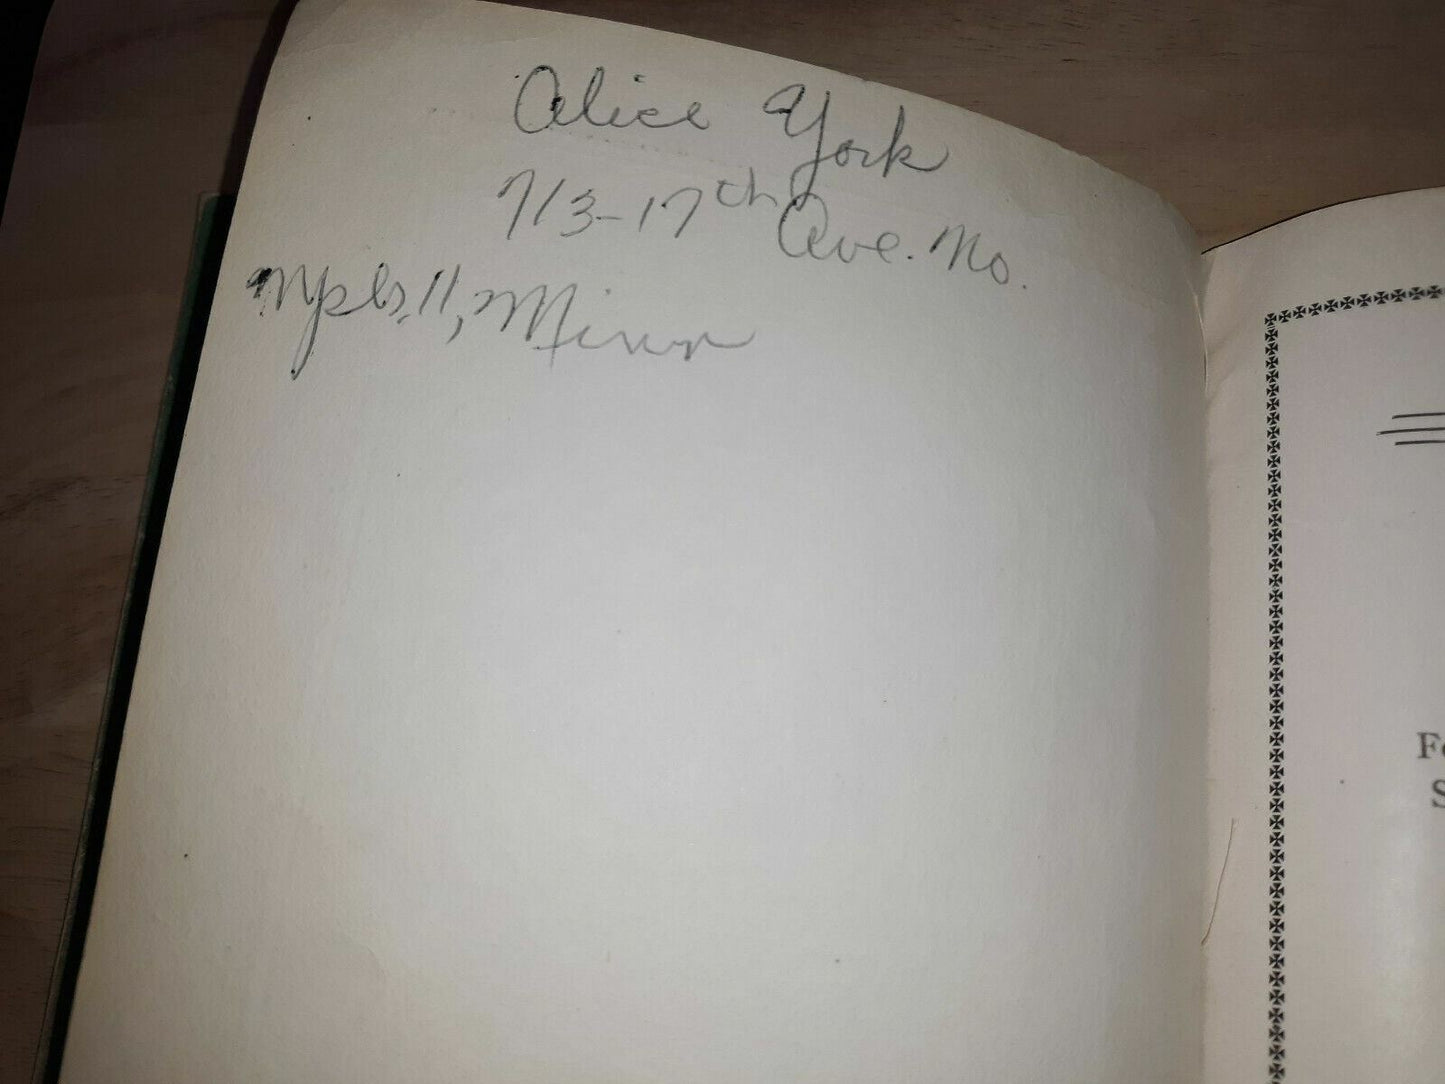 Alice York
713-17th Ave. No.
Mpls. 11, Minn